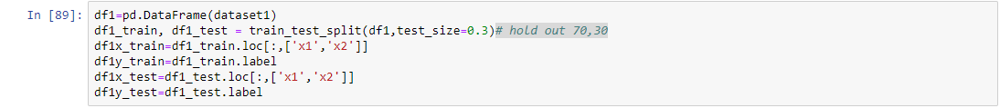 In [89]: df1=pd.DataFrame(dataset1)
df1_train, df1_test = train_test_split(df1,test_size=0.3)# hold out 70,30
df1x_train=df1_train.loc[:,['x1','x2']]
df1y_train=df1_train.label
df1x_test=df1_test.loc[:,['x1','x2']]
df1y_test=df1_test.label